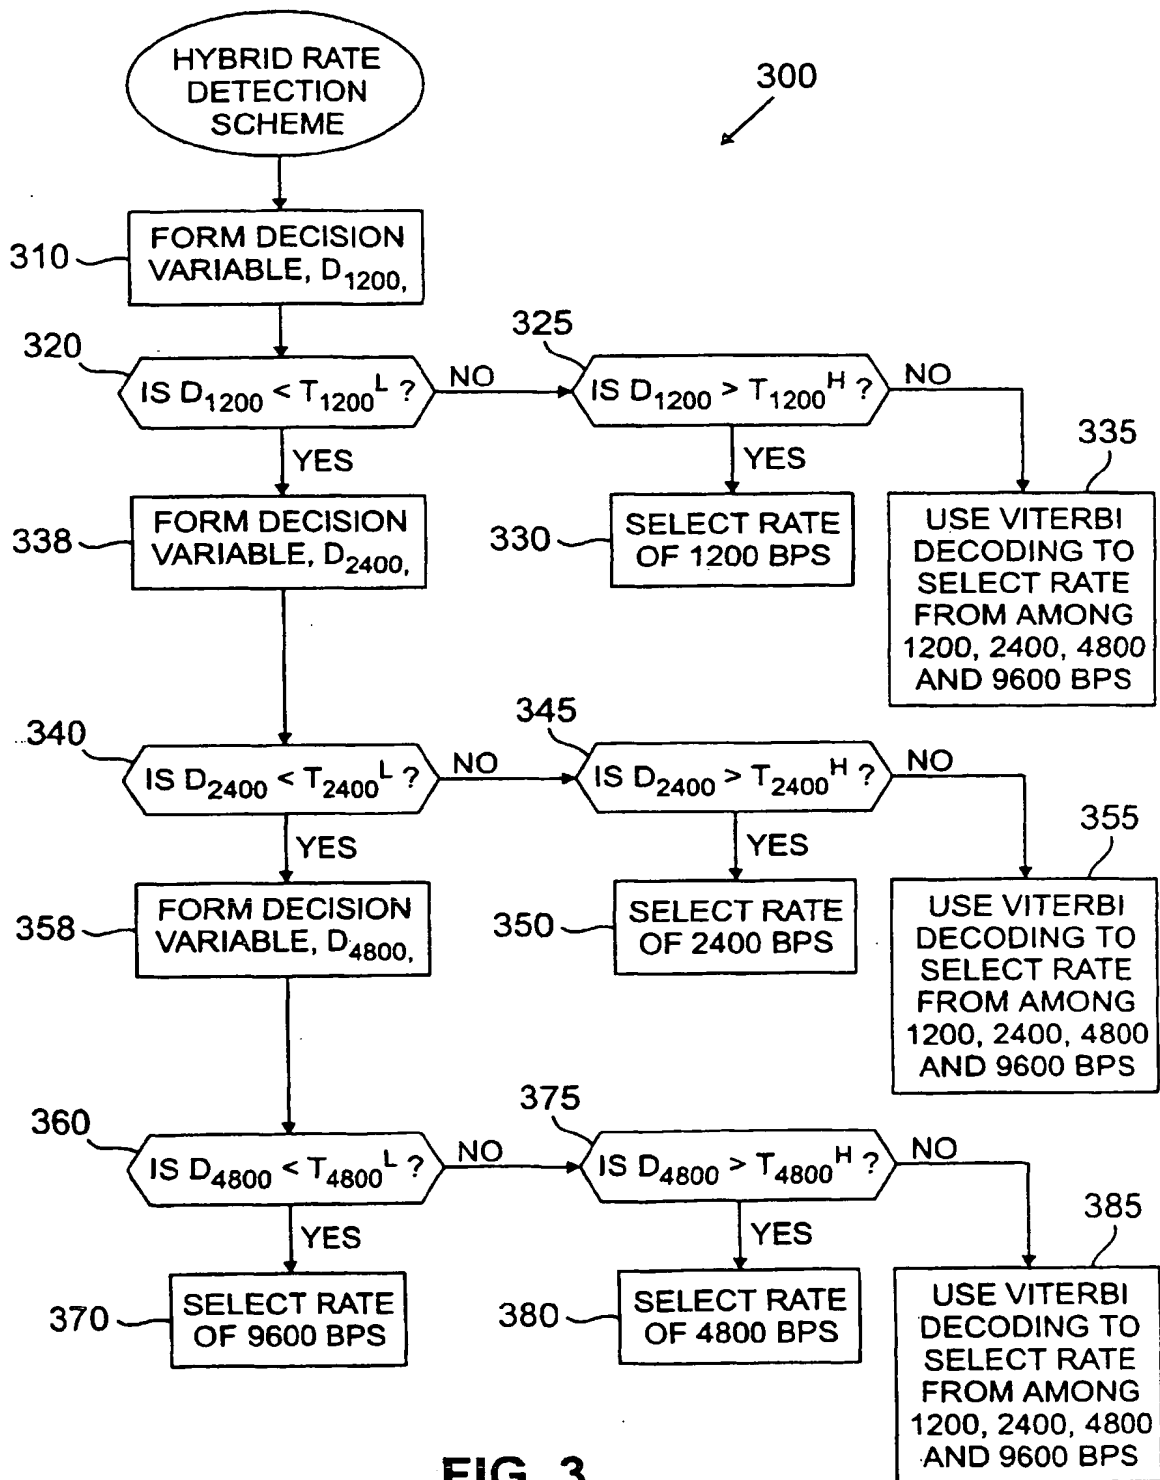 HYBRID RATE
DETECTION
SCHEME
300
310
FORM DECISION
VARIABLE, D1200,
320
IS D1200 < T1200L ?
NO
325
IS D1200 > T1200H ?
NO
YES
YES
335
338
FORM DECISION
VARIABLE, D2400,
330
SELECT RATE
OF 1200 BPS
USE VITERBI
DECODING TO
SELECT RATE
FROM AMONG
1200, 2400, 4800
AND 9600 BPS
340
IS D2400 < T2400L ?
NO
345
IS D2400 > T2400H ?
NO
YES
YES
355
358
FORM DECISION
VARIABLE, D4800,
350
SELECT RATE
OF 2400 BPS
USE VITERBI
DECODING TO
SELECT RATE
FROM AMONG
1200, 2400, 4800
AND 9600 BPS
360
IS D4800 < T4800L ?
NO
375
IS D4800 > T4800H ?
NO
YES
YES
385
370
SELECT RATE
OF 9600 BPS
380
SELECT RATE
OF 4800 BPS
USE VITERBI
DECODING TO
SELECT RATE
FROM AMONG
1200, 2400, 4800
AND 9600 BPS
FIG. 3